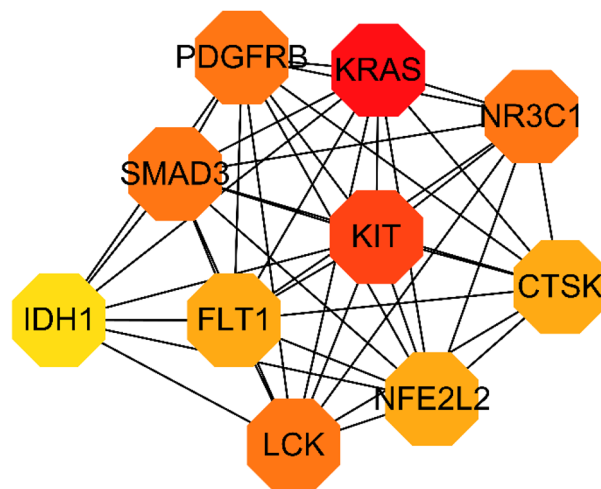 PDGFRB
KRAS
NR3C1
SMAD3
KIT
CTSK
IDH1
FLT1
NFE2L2
LCK